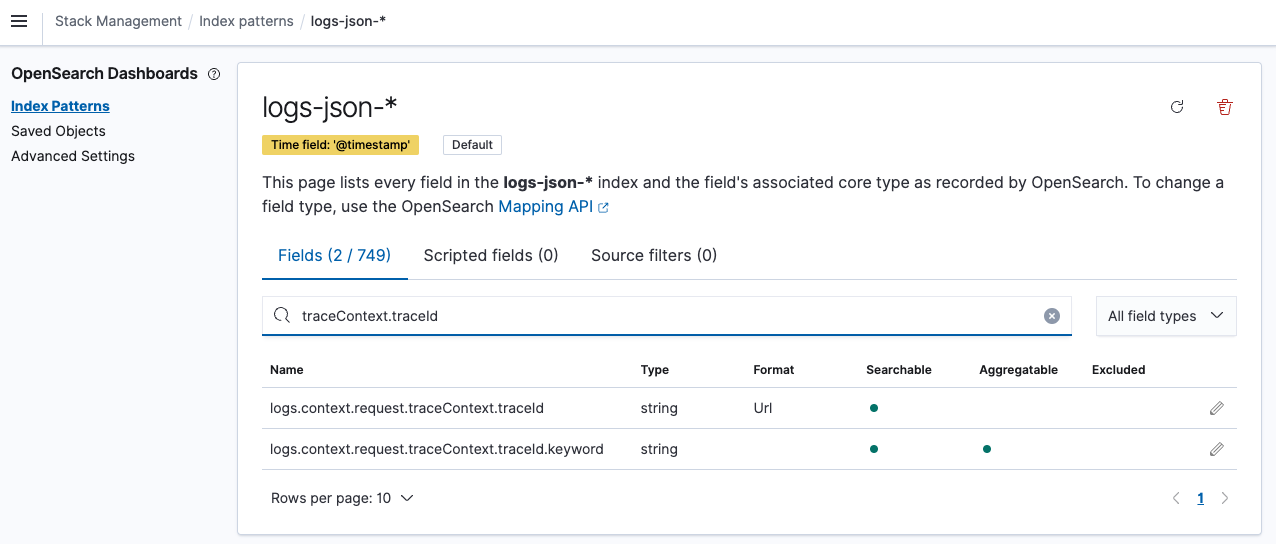 Stack Management / Index patterns / logs-json-*
OpenSearch Dashboards
Index Patterns
Saved Objects
Advanced Settings
logs-json-*
Time field: '@timestamp' Default
This page lists every field in the logs-json-* index and the field's associated core type as recorded by OpenSearch. To change a
field type, use the OpenSearch Mapping API
Fields (2 / 749) Scripted fields (0) Source filters (0)
traceContext.traceId All field types
Name Type Format Searchable Aggregatable Excluded
logs.context.request.traceContext.traceId string Url
logs.context.request.traceContext.traceId.keyword string
Rows per page: 10 1